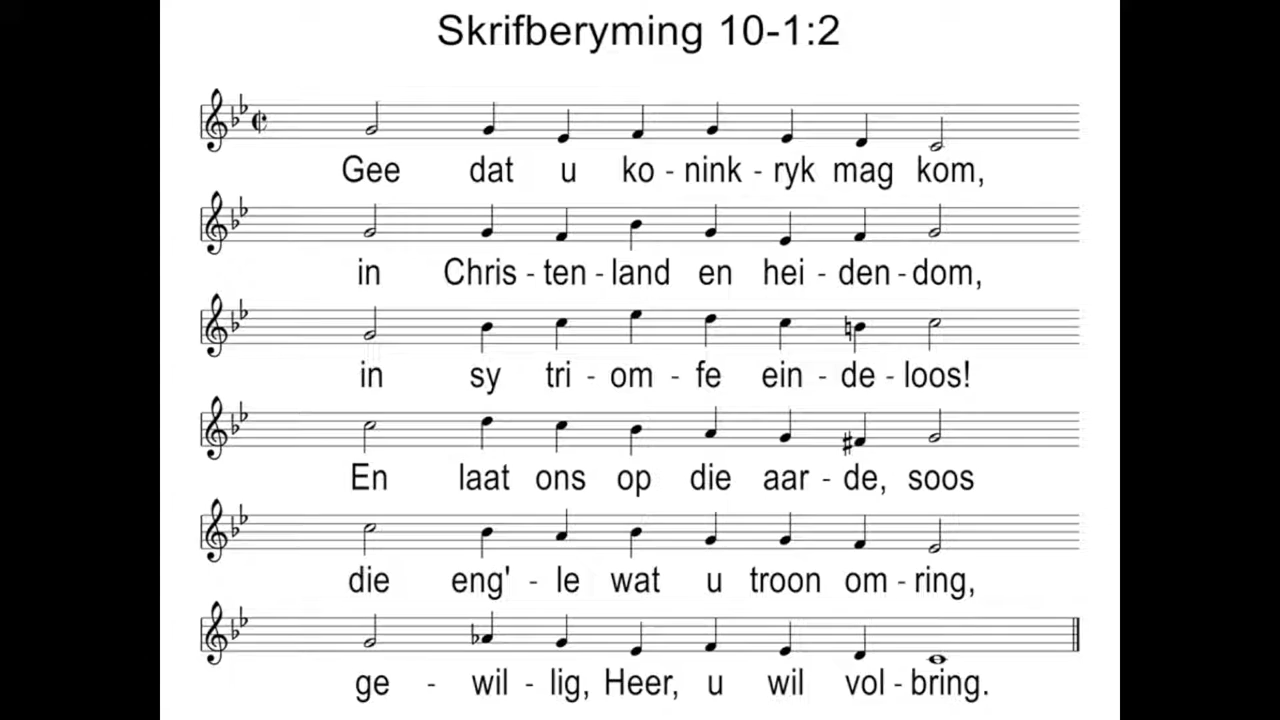 Skrifberyming 10-1:2
Gee dat u ko - nink - ryk mag kom,
in Chris - ten - land en hei - den - dom,
in sy tri - om - fe ein - de - loos!
En laat ons op die aar - de, soos
die eng' - le wat u troon om - ring,
ge - wil - lig, Heer, u wil vol - bring.